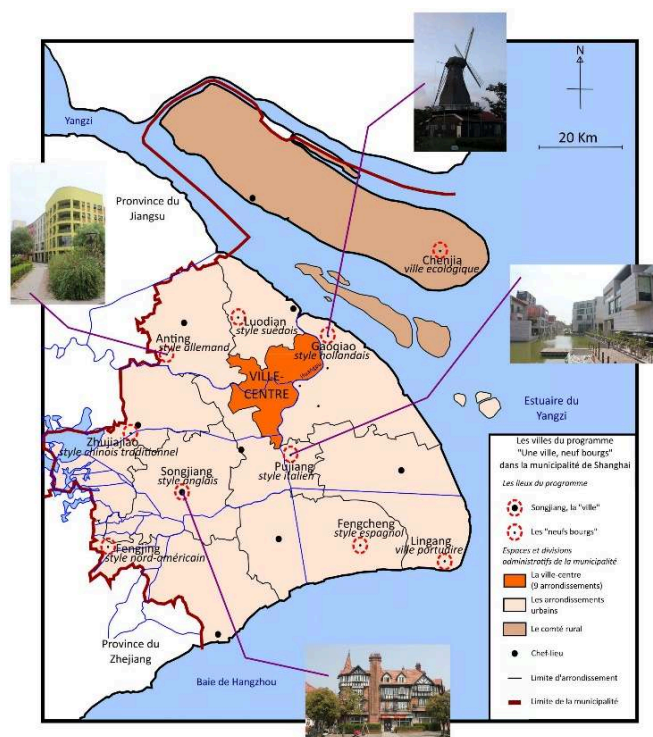 N
20 Km
Yangzi
Pronvince du
Jiangsu
Chenjia
ville ecologique
Luodian
style suédois
Anting
style allemand
Gaoqiao
style hollandais
Huangpu
VILLE-
CENTRE
Estuaire du
Yangzi
Zhujiajiao
style chinois traditionnel
Songjiang
style anglais
Pujiang
style italien
Fengcheng
style espagnol
Lingang
ville portuaire
Fengjing
style nord-américain
Province du
Zhejiang
Baie de Hangzhou
Les villes du programme
"Une ville, neuf bourgs"
dans la municipalité de Shanghai
Les lieux du programme
Songjiang, la "ville"
Les "neufs bourgs"
Espaces et divisions
administratifs de la municipalité
La ville-centre
(9 arrondissements)
Les arrondissements
urbains
Le comté rural
Chef-lieu
Limite d'arrondissement
Limite de la municipalité